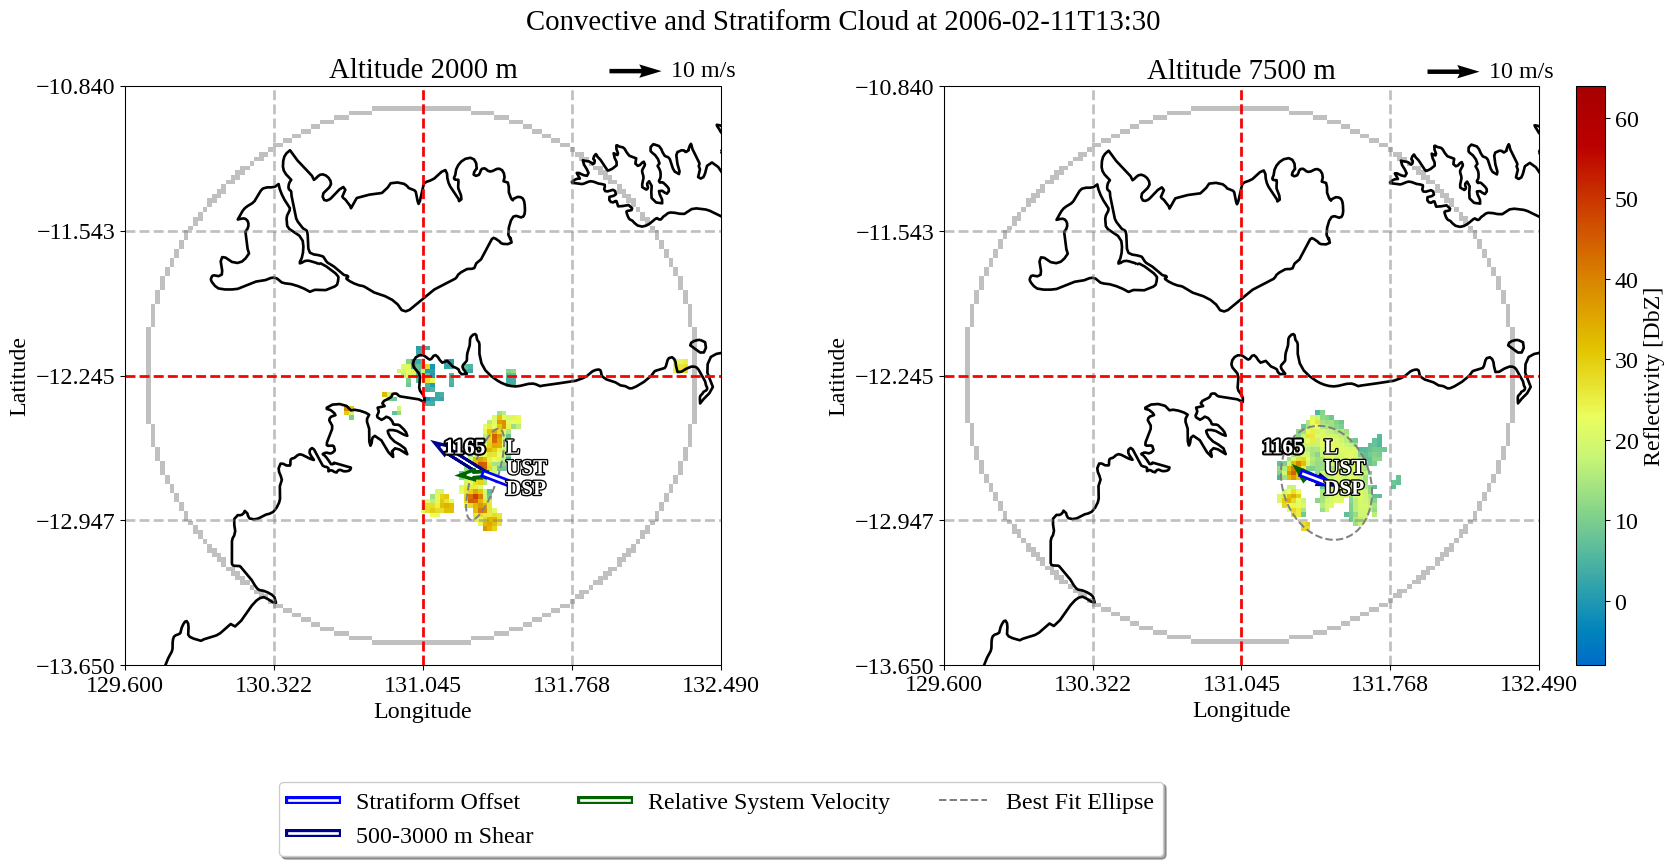 Convective and Stratiform Cloud at 2006-02-11T13:30
Altitude 2000 m
10 m/s
−10.840
−11.543
−12.245
−12.947
−13.650
129.600
130.322
131.045
131.768
132.490
Longitude
Latitude
1165
L
UST
DSP
Altitude 7500 m
10 m/s
−10.840
−11.543
−12.245
−12.947
−13.650
129.600
130.322
131.045
131.768
132.490
Longitude
Latitude
1165
L
UST
DSP
60
50
40
30
20
10
0
Reflectivity [DbZ]
Stratiform Offset
500-3000 m Shear
Relative System Velocity
Best Fit Ellipse